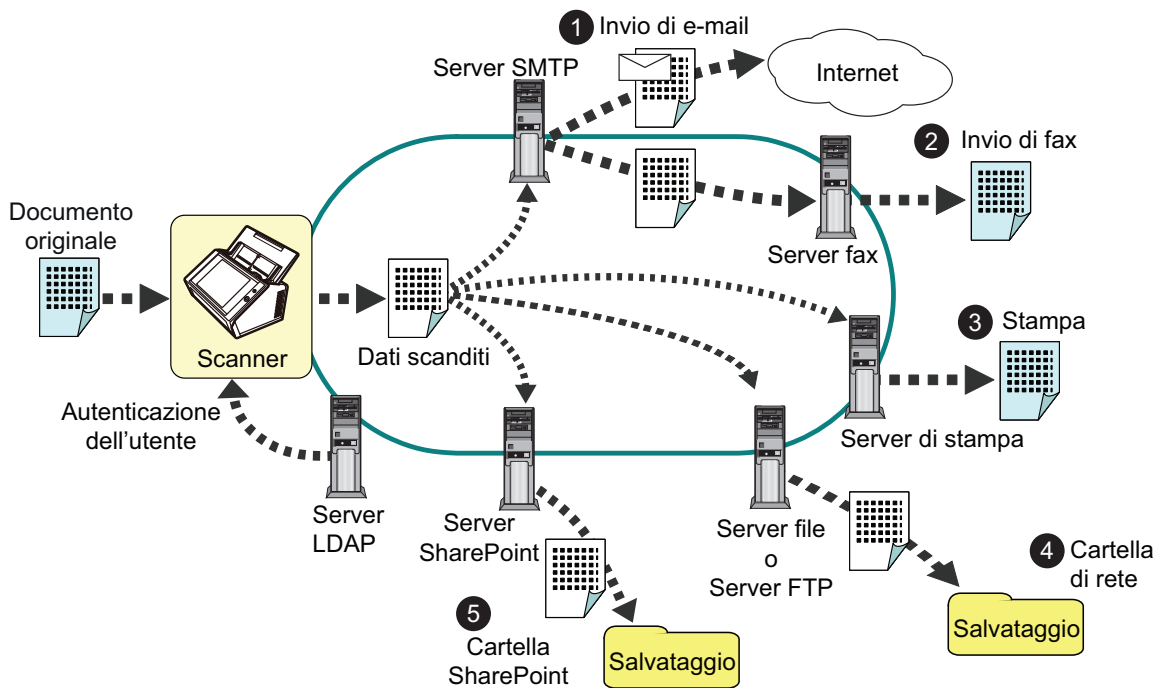 1 Invio di e-mail
Server SMTP
Internet
2 Invio di fax
Documento
originale
Server fax
Scanner
Dati scanditi
3 Stampa
Autenticazione
dell'utente
Server di stampa
Server
LDAP
Server
SharePoint
Server file
o
Server FTP
4 Cartella
di rete
5
Cartella
SharePoint
Salvataggio
Salvataggio